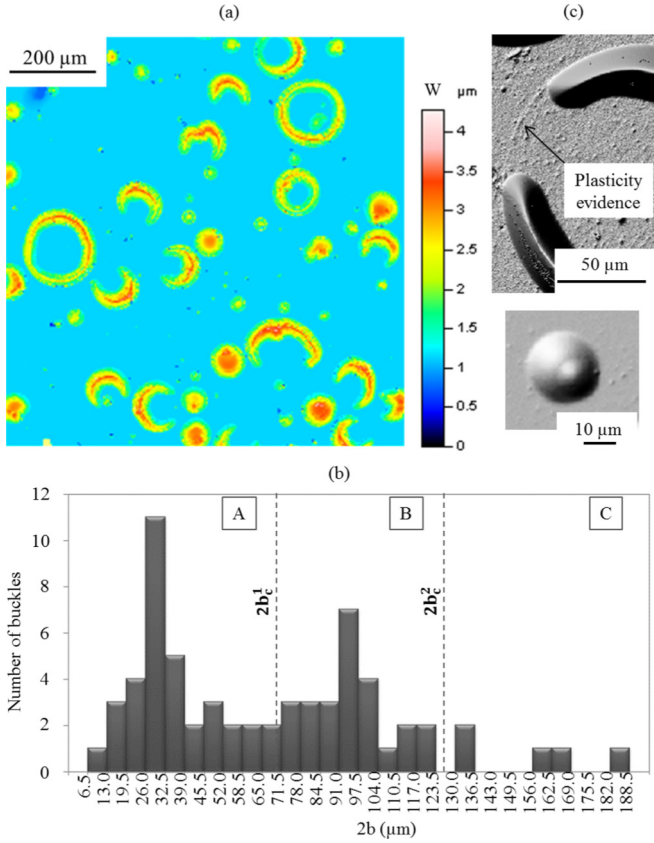 (a)
200 µm
W µm
4
3.5
3
2.5
2
1.5
1
0.5
0
(c)
Plasticity
evidence
50 µm
10 µm
(b)
12
10
8
6
4
2
0
Number of buckles
A
B
C
2b_c^1
2b_c^2
6.5 13.0 19.5 26.0 32.5 39.0 45.5 52.0 58.5 65.0 71.5 78.0 84.5 91.0 97.5 104.0 110.5 117.0 123.5 130.0 136.5 143.0 149.5 156.0 162.5 169.0 175.5 182.0 188.5
2b (µm)